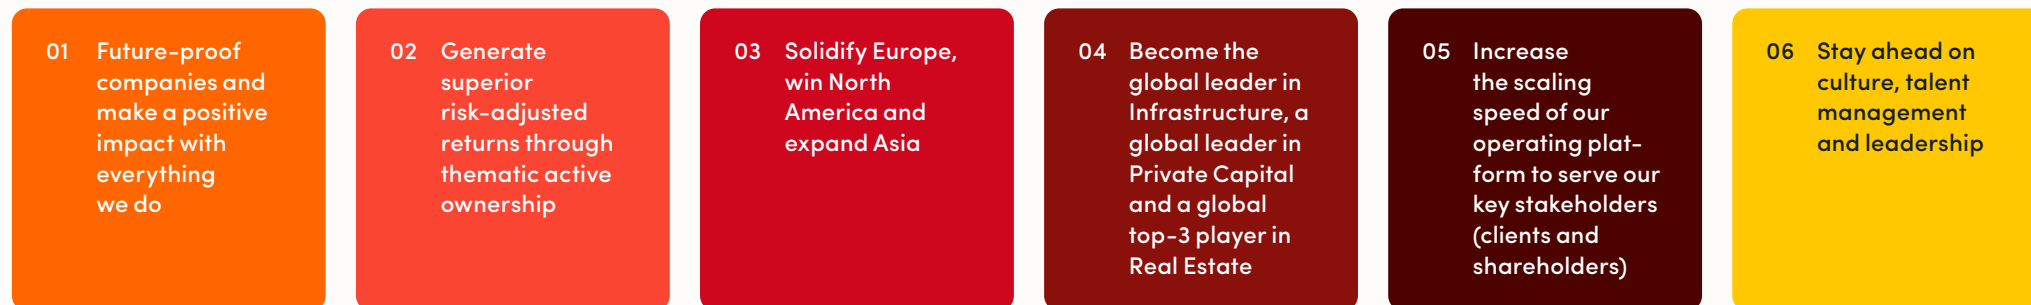 01 Future-proof
companies and
make a positive
impact with
everything
we do
02 Generate
superior
risk-adjusted
returns through
thematic active
ownership
03 Solidify Europe,
win North
America and
expand Asia
04 Become the
global leader in
Infrastructure, a
global leader in
Private Capital
and a global
top-3 player in
Real Estate
05 Increase
the scaling
speed of our
operating plat-
form to serve our
key stakeholders
(clients and
shareholders)
06 Stay ahead on
culture, talent
management
and leadership